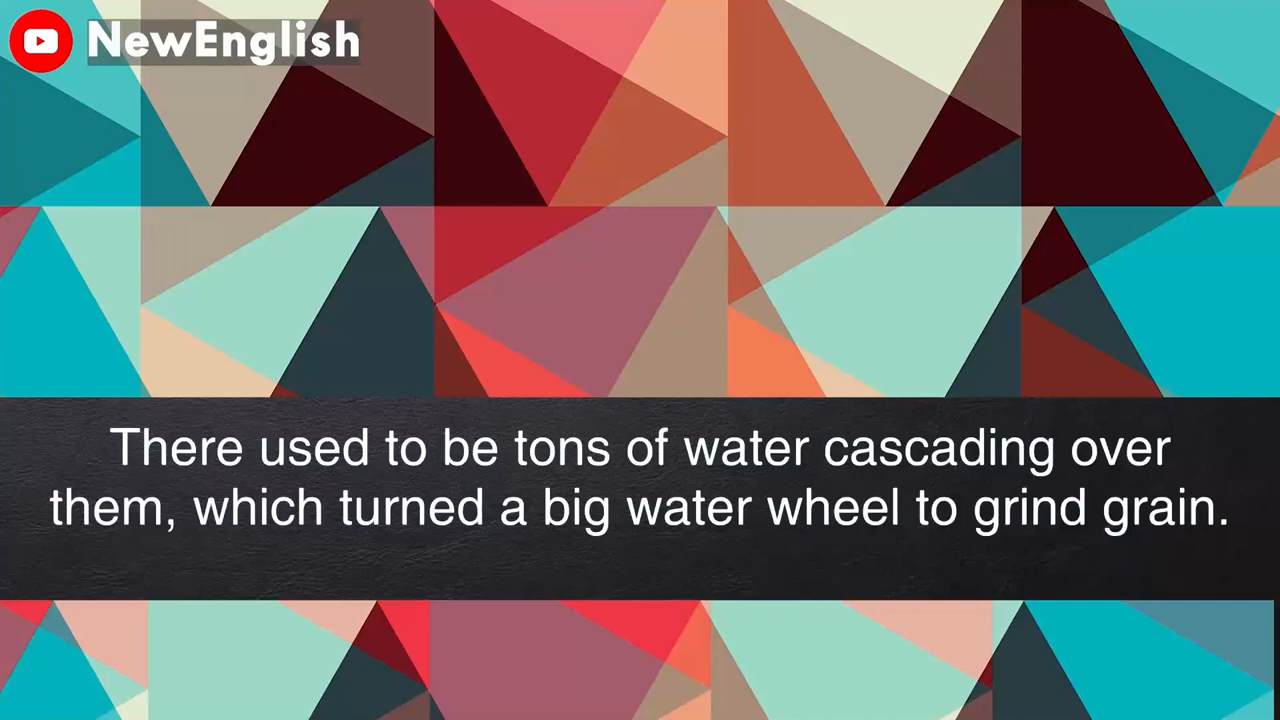 NewEnglish
There used to be tons of water cascading over
them, which turned a big water wheel to grind grain.